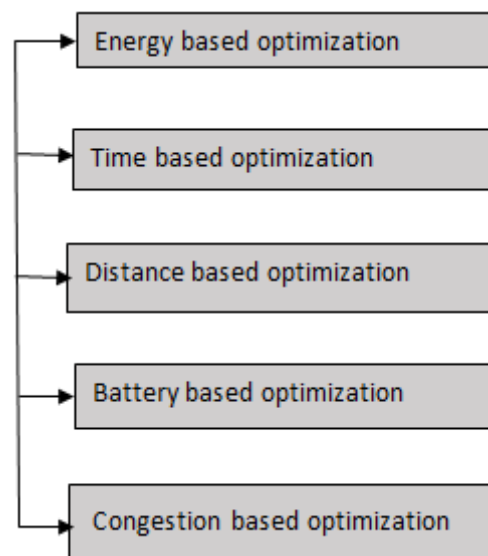 Energy based optimization
Time based optimization
Distance based optimization
Battery based optimization
Congestion based optimization